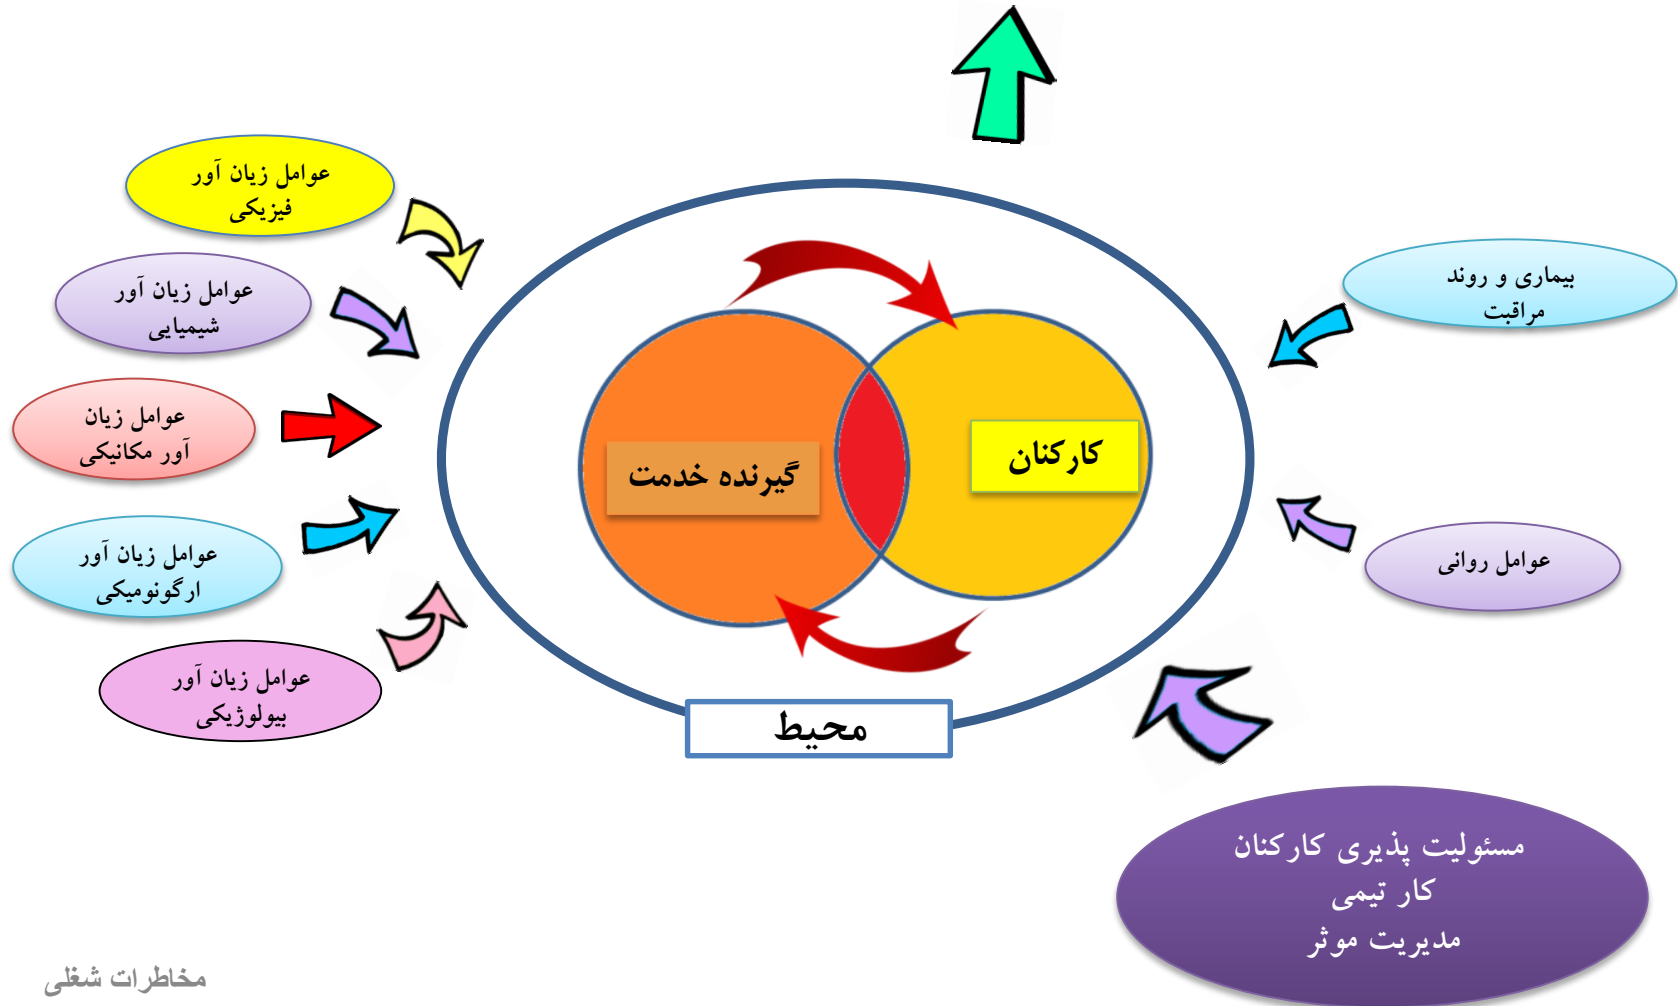 عوامل زیان آور
فیزیکی
عوامل زیان آور
شیمیایی
عوامل زیان
آور مکانیکی
عوامل زیان آور
ارگونومیکی
عوامل زیان آور
بیولوژیکی
گیرنده خدمت
کارکنان
محیط
بیماری و روند
مراقبت
عوامل روانی
مسئولیت پذیری کارکنان
کار تیمی
مدیریت موثر
مخاطرات شغلی